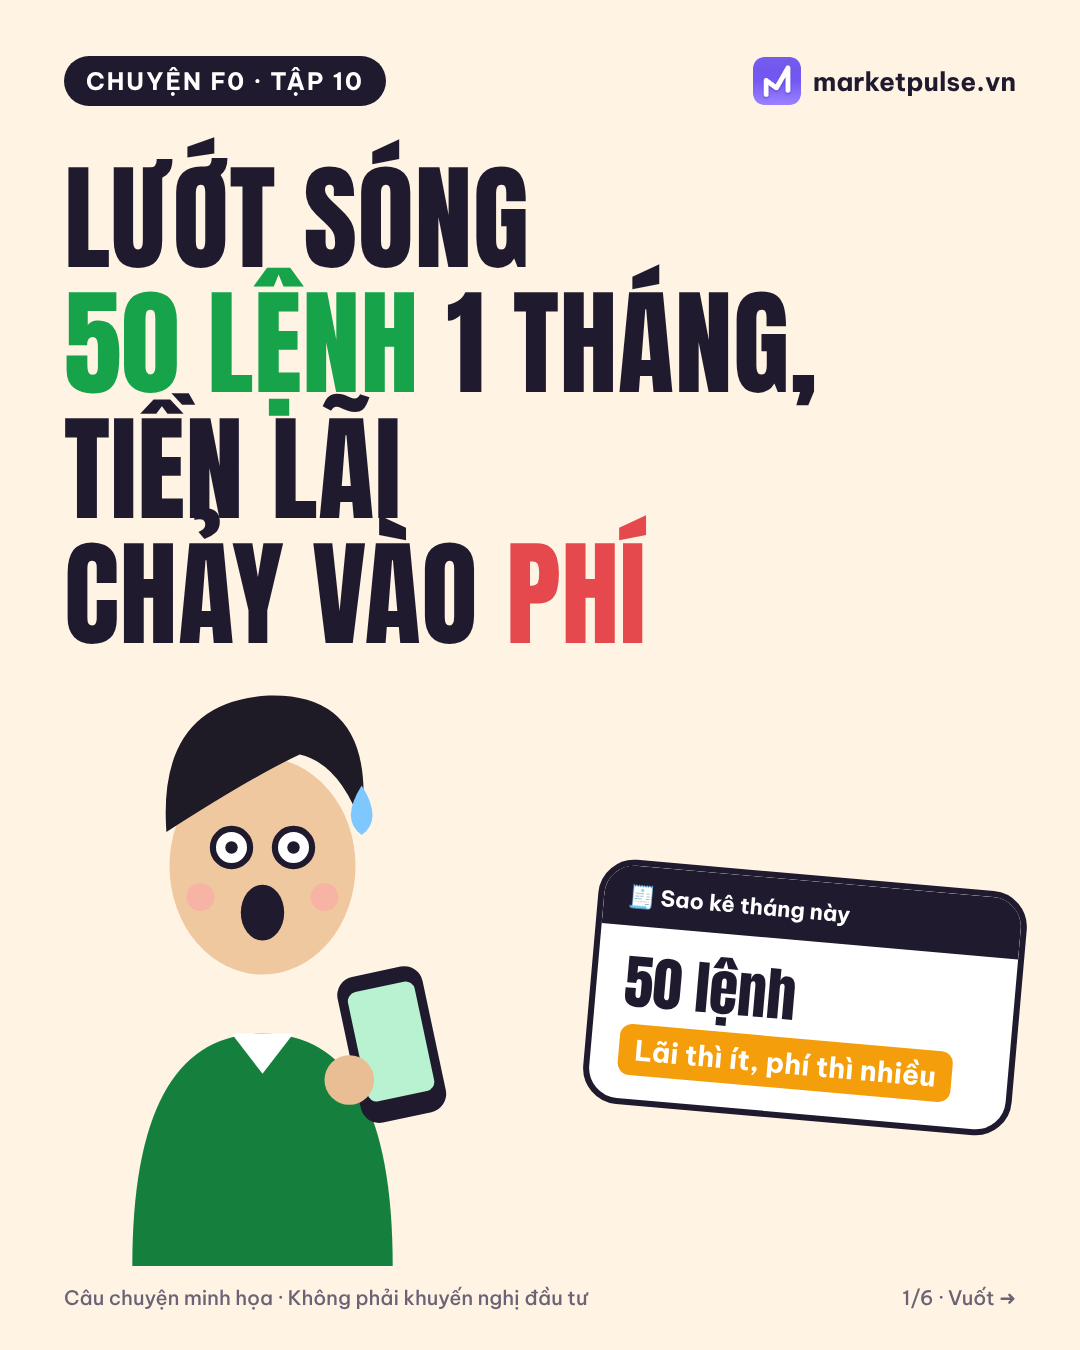 CHUYỆN F0 · TẬP 10
marketpulse.vn
LƯỚT SÓNG
50 LỆNH 1 THÁNG,
TIỀN LÃI
CHẢY VÀO PHÍ
Sao kê tháng này
50 lệnh
Lãi thì ít, phí thì nhiều
Câu chuyện minh họa · Không phải khuyến nghị đầu tư
1/6 · Vuốt →